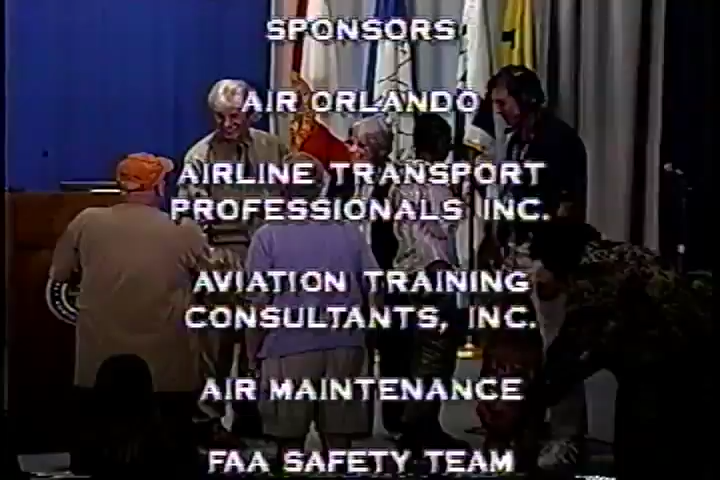 SPONSORS
AIR ORLANDO
AIRLINE TRANSPORT
PROFESSIONALS INC.
AVIATION TRAINING
CONSULTANTS, INC.
AIR MAINTENANCE
FAA SAFETY TEAM